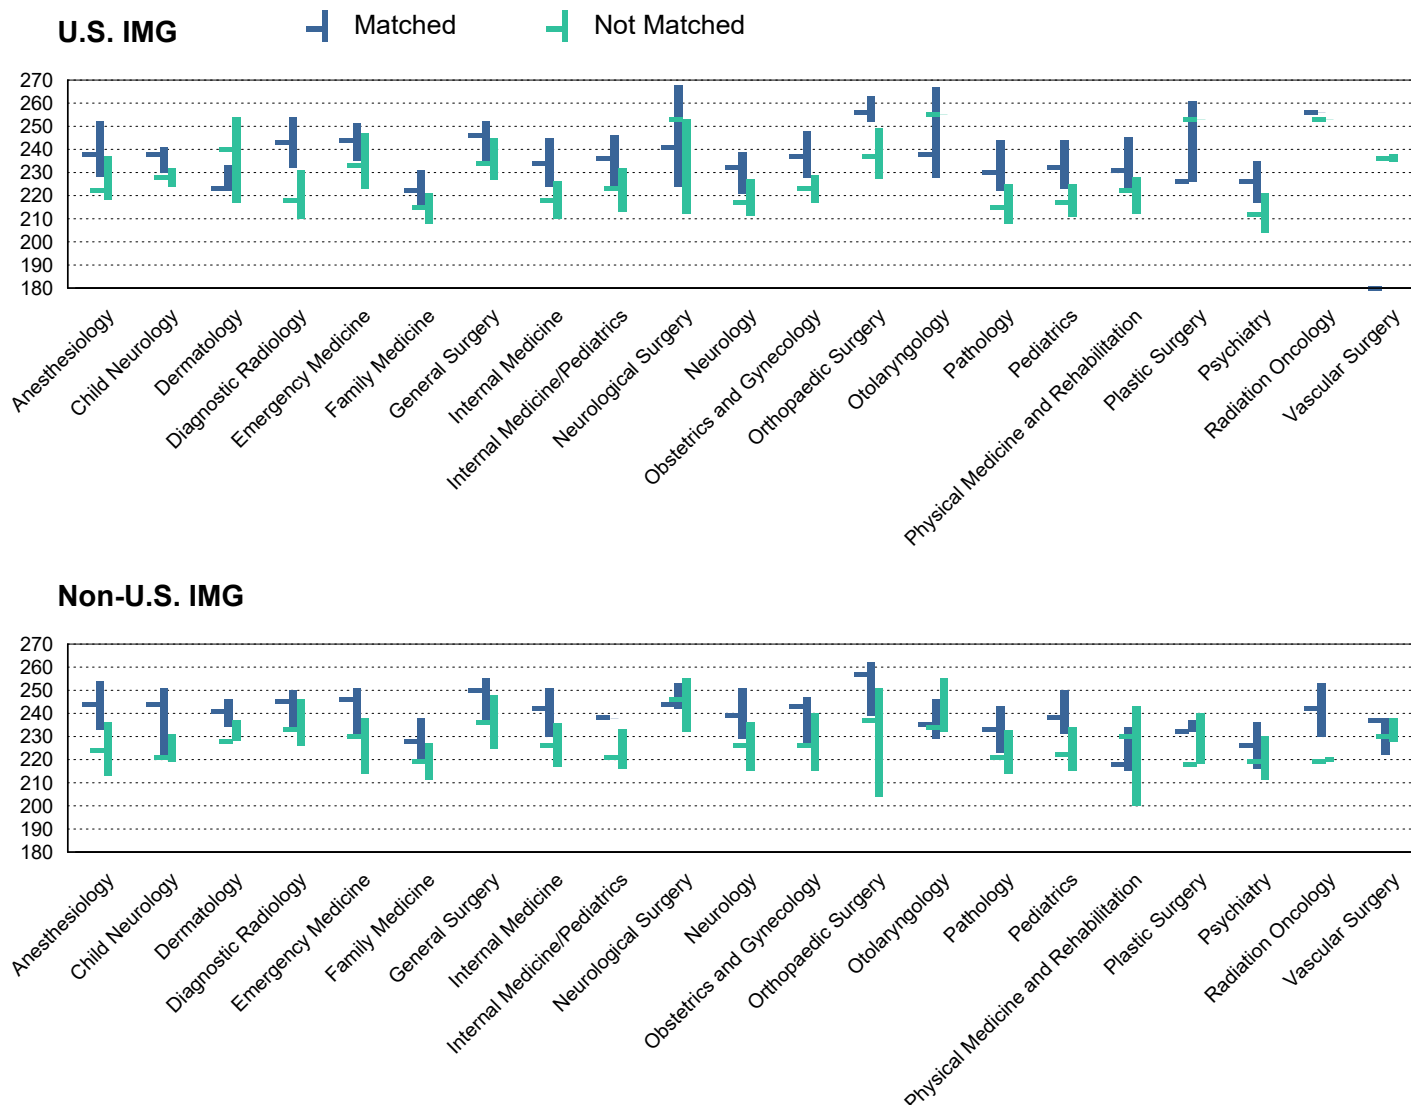 U.S. IMG
Matched
Not Matched
270
260
250
240
230
220
210
200
190
180
Anesthesiology
Child Neurology
Dermatology
Diagnostic Radiology
Emergency Medicine
Family Medicine
General Surgery
Internal Medicine
Internal Medicine/Pediatrics
Neurological Surgery
Neurology
Obstetrics and Gynecology
Orthopaedic Surgery
Otolaryngology
Pathology
Pediatrics
Physical Medicine and Rehabilitation
Plastic Surgery
Psychiatry
Radiation Oncology
Vascular Surgery
Non-U.S. IMG
270
260
250
240
230
220
210
200
190
180
Anesthesiology
Child Neurology
Dermatology
Diagnostic Radiology
Emergency Medicine
Family Medicine
General Surgery
Internal Medicine
Internal Medicine/Pediatrics
Neurological Surgery
Neurology
Obstetrics and Gynecology
Orthopaedic Surgery
Otolaryngology
Pathology
Pediatrics
Physical Medicine and Rehabilitation
Plastic Surgery
Psychiatry
Radiation Oncology
Vascular Surgery